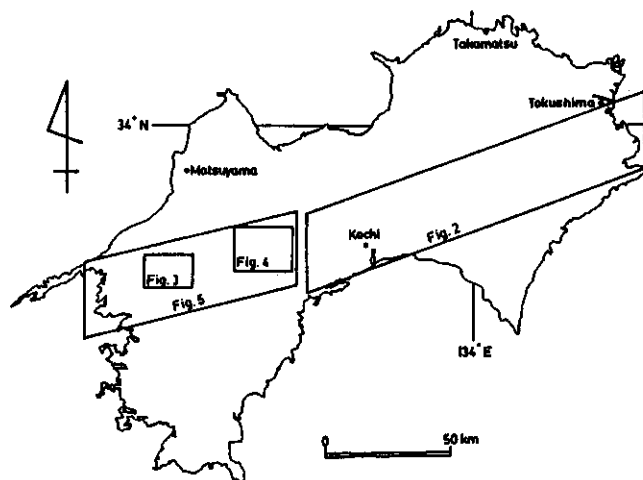 Takamatsu
Tokushima
34°N
Matsuyama
Kochi
Fig. 2
Fig. 4
Fig. 3
Fig. 5
134°E
0 50 km